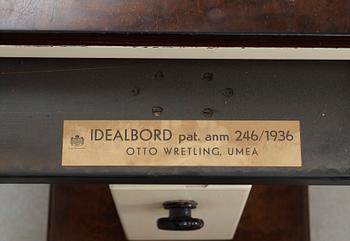 IDEALBORD pat. anm 246/1936
OTTO WRETLING, UMEA